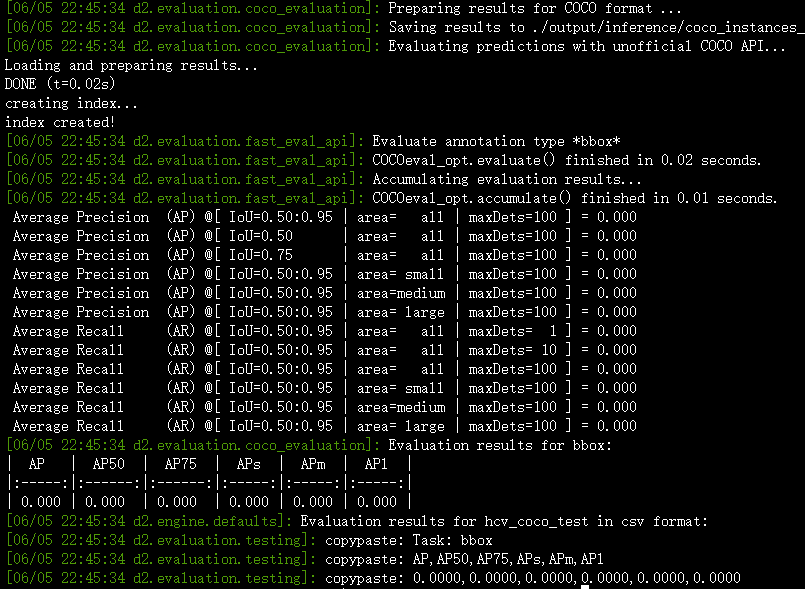 [06/05 22:45:34 d2.evaluation.coco_evaluation]: Preparing results for COCO format ...
[06/05 22:45:34 d2.evaluation.coco_evaluation]: Saving results to ./output/inference/coco_instances_
[06/05 22:45:34 d2.evaluation.coco_evaluation]: Evaluating predictions with unofficial COCO API...
Loading and preparing results...
DONE (t=0.02s)
creating index...
index created!
[06/05 22:45:34 d2.evaluation.fast_eval_api]: Evaluate annotation type *bbox*
[06/05 22:45:34 d2.evaluation.fast_eval_api]: COCOeval_opt.evaluate() finished in 0.02 seconds.
[06/05 22:45:34 d2.evaluation.fast_eval_api]: Accumulating evaluation results...
[06/05 22:45:34 d2.evaluation.fast_eval_api]: COCOeval_opt.accumulate() finished in 0.01 seconds.
 Average Precision  (AP) @[ IoU=0.50:0.95 | area=   all | maxDets=100 ] = 0.000
 Average Precision  (AP) @[ IoU=0.50      | area=   all | maxDets=100 ] = 0.000
 Average Precision  (AP) @[ IoU=0.75      | area=   all | maxDets=100 ] = 0.000
 Average Precision  (AP) @[ IoU=0.50:0.95 | area= small | maxDets=100 ] = 0.000
 Average Precision  (AP) @[ IoU=0.50:0.95 | area=medium | maxDets=100 ] = 0.000
 Average Precision  (AP) @[ IoU=0.50:0.95 | area= large | maxDets=100 ] = 0.000
 Average Recall     (AR) @[ IoU=0.50:0.95 | area=   all | maxDets=  1 ] = 0.000
 Average Recall     (AR) @[ IoU=0.50:0.95 | area=   all | maxDets= 10 ] = 0.000
 Average Recall     (AR) @[ IoU=0.50:0.95 | area=   all | maxDets=100 ] = 0.000
 Average Recall     (AR) @[ IoU=0.50:0.95 | area= small | maxDets=100 ] = 0.000
 Average Recall     (AR) @[ IoU=0.50:0.95 | area=medium | maxDets=100 ] = 0.000
 Average Recall     (AR) @[ IoU=0.50:0.95 | area= large | maxDets=100 ] = 0.000
[06/05 22:45:34 d2.evaluation.coco_evaluation]: Evaluation results for bbox:
|  AP   |  AP50  |  AP75  |  APs  |  APm  |  APl  |
|:-----:|:------:|:------:|:-----:|:-----:|:-----:|
| 0.000 | 0.000  | 0.000  | 0.000 | 0.000 | 0.000 |
[06/05 22:45:34 d2.engine.defaults]: Evaluation results for hcv_coco_test in csv format:
[06/05 22:45:34 d2.evaluation.testing]: copypaste: Task: bbox
[06/05 22:45:34 d2.evaluation.testing]: copypaste: AP,AP50,AP75,APs,APm,APl
[06/05 22:45:34 d2.evaluation.testing]: copypaste: 0.0000,0.0000,0.0000,0.0000,0.0000,0.0000